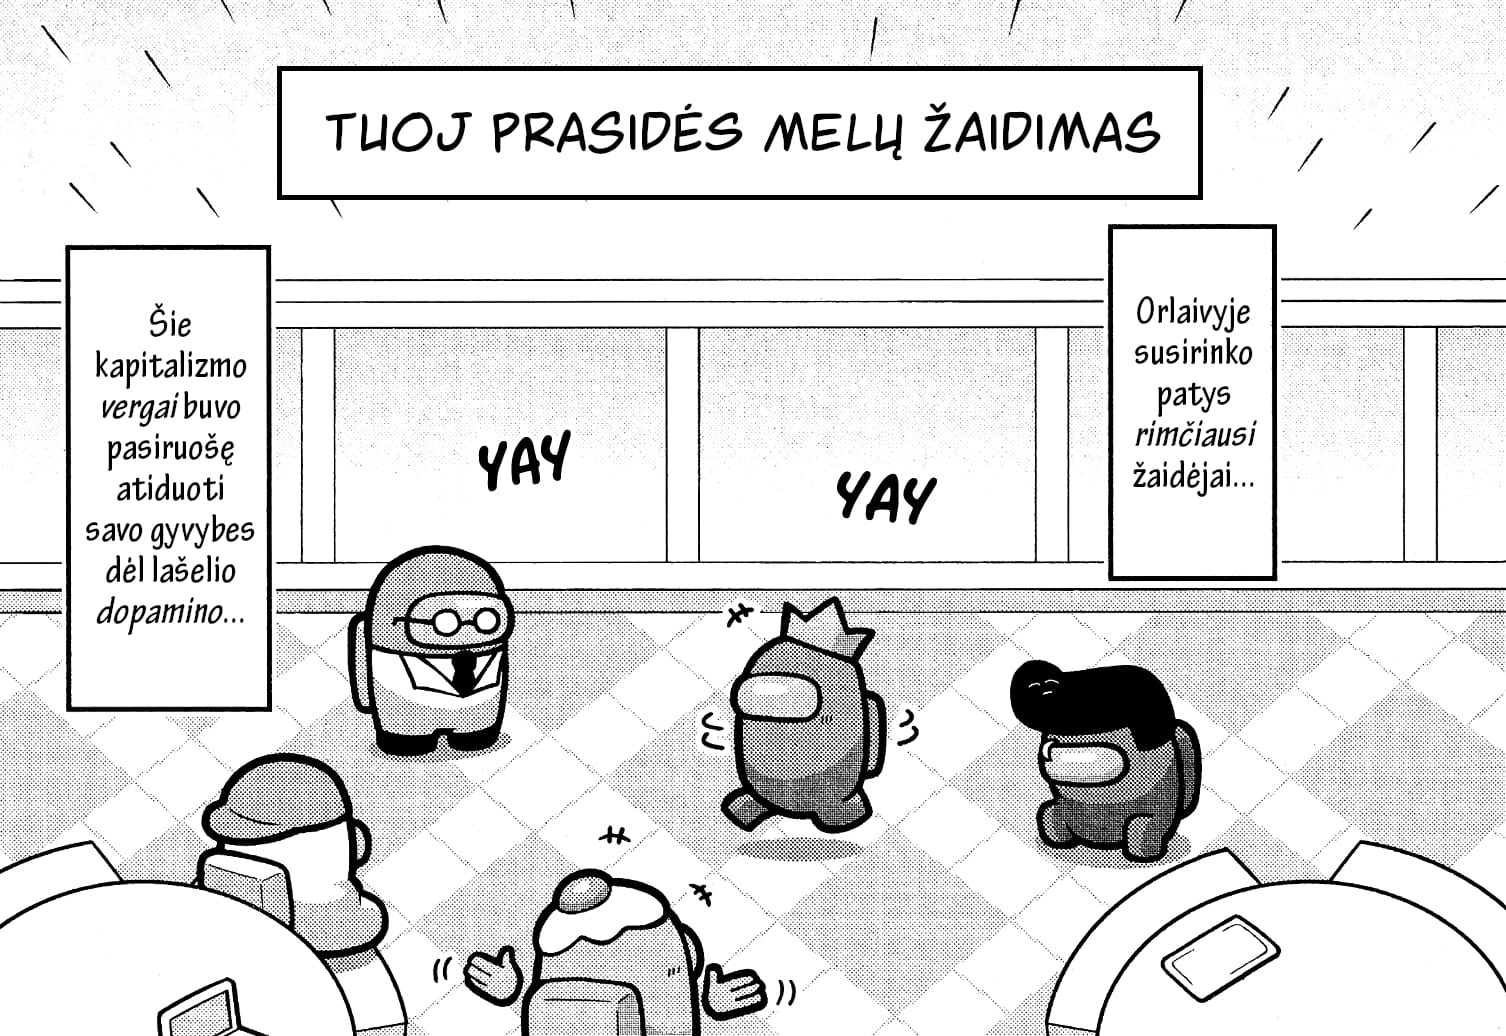 TUOJ PRASIDĖS MELŲ ŽAIDIMAS
Šie
kapitalizmo
vergai buvo
pasiruošę
atiduoti
savo gyvybes
dėl lašelio
dopamino...
YAY
YAY
Orlaivyje
susirinko
patys
rimčiausi
žaidėjai...